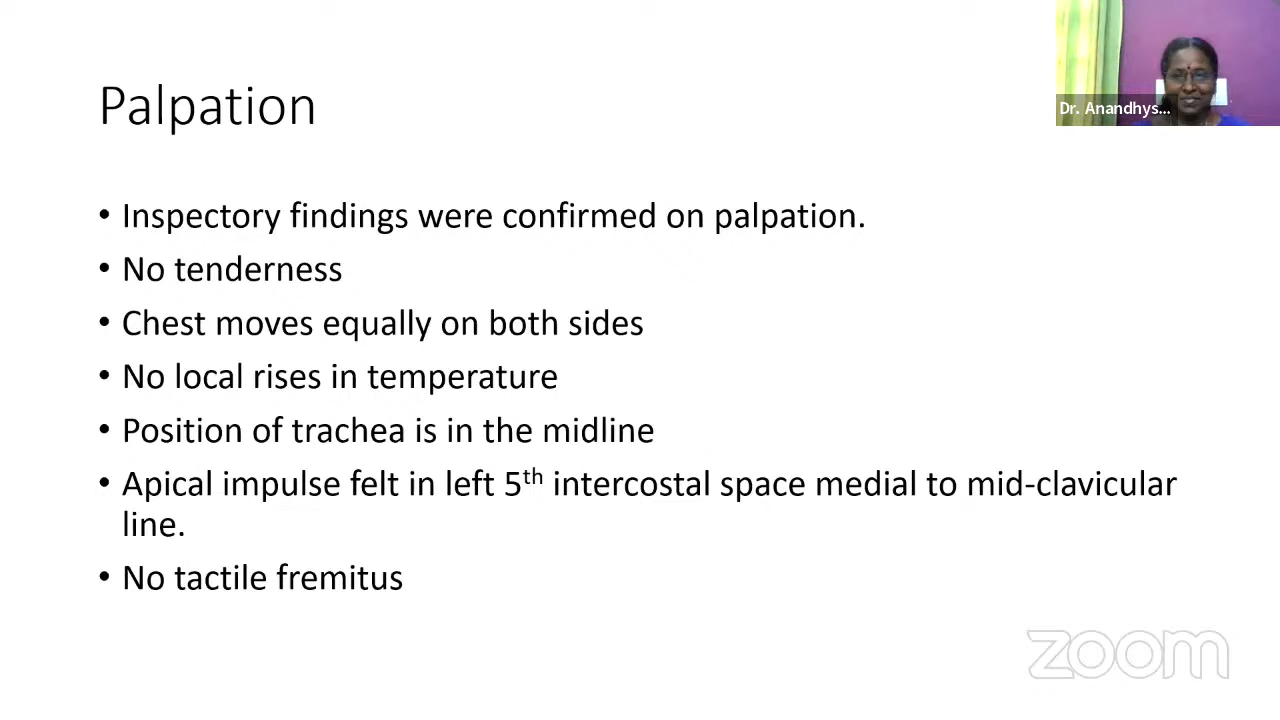 Palpation
Dr. Anandhys...
• Inspectory findings were confirmed on palpation.
• No tenderness
• Chest moves equally on both sides
• No local rises in temperature
• Position of trachea is in the midline
• Apical impulse felt in left 5th intercostal space medial to mid-clavicular
line.
• No tactile fremitus
zoom